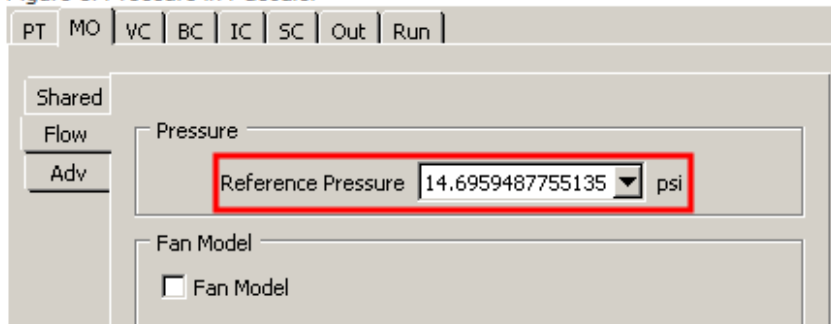 PT MO VC BC IC SC Out Run
Shared
Flow
Adv
Pressure
Reference Pressure 14.6959487755135 psi
Fan Model
Fan Model